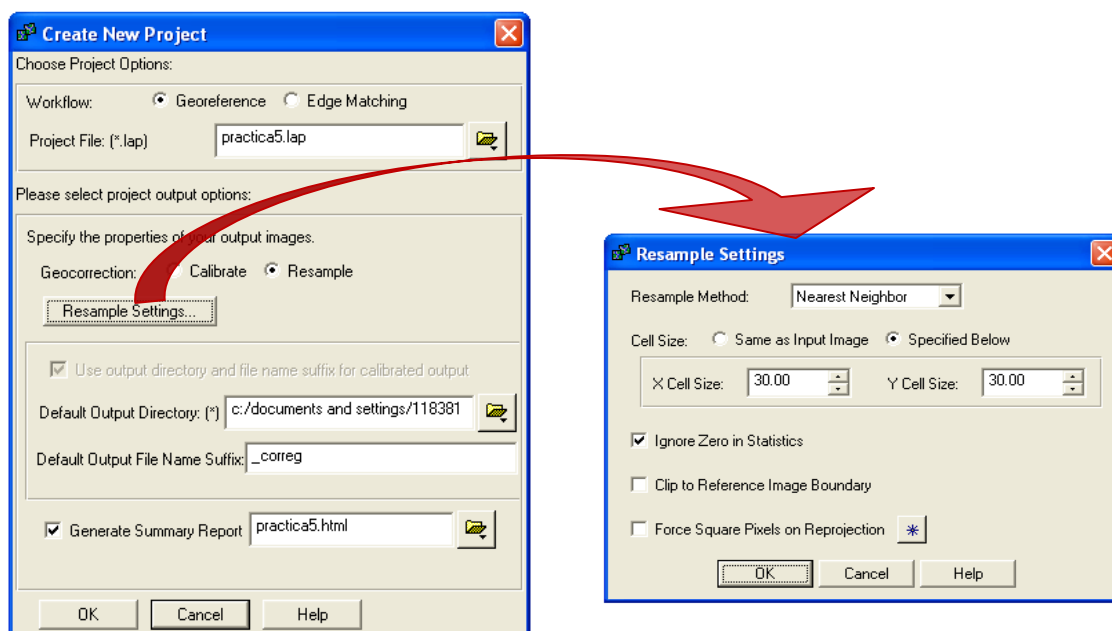 Create New Project
Choose Project Options:
Workflow: Georeference Edge Matching
Project File: (*.lap) practica5.lap
Please select project output options:
Specify the properties of your output images.
Geocorrection: Calibrate Resample
Resample Settings...
Use output directory and file name suffix for calibrated output
Default Output Directory: (*) c:/documents and settings/118381
Default Output File Name Suffix: _correg
Generate Summary Report practica5.html
OK Cancel Help
Resample Settings
Resample Method: Nearest Neighbor
Cell Size: Same as Input Image Specified Below
X Cell Size: 30.00 Y Cell Size: 30.00
Ignore Zero in Statistics
Clip to Reference Image Boundary
Force Square Pixels on Reprojection
OK Cancel Help